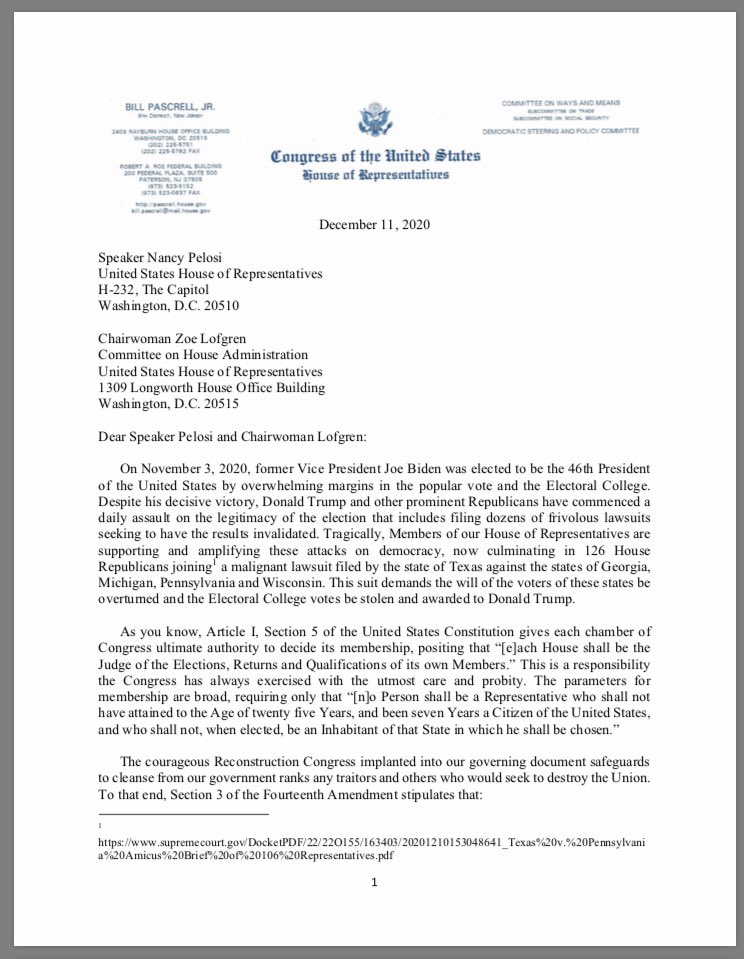 BILL PASCRELL, JR.
9TH DISTRICT, NEW JERSEY
2409 RAYBURN HOUSE OFFICE BUILDING
WASHINGTON, DC 20515
(202) 225-5751
(202) 225-5782 FAX
ROBERT A. ROE FEDERAL BUILDING
200 FEDERAL PLAZA, SUITE 500
PATERSON, NJ 07505
(973) 523-5152
(973) 523-0637 FAX
http://pascrell.house.gov
bill.pascrell@mail.house.gov
Congress of the United States
House of Representatives
COMMITTEE ON WAYS AND MEANS
SUBCOMMITTEE ON TRADE
SUBCOMMITTEE ON SOCIAL SECURITY
DEMOCRATIC STEERING AND POLICY COMMITTEE
December 11, 2020
Speaker Nancy Pelosi
United States House of Representatives
H-232, The Capitol
Washington, D.C. 20510
Chairwoman Zoe Lofgren
Committee on House Administration
United States House of Representatives
1309 Longworth House Office Building
Washington, D.C. 20515
Dear Speaker Pelosi and Chairwoman Lofgren:
On November 3, 2020, former Vice President Joe Biden was elected to be the 46th President
of the United States by overwhelming margins in the popular vote and the Electoral College.
Despite his decisive victory, Donald Trump and other prominent Republicans have commenced a
daily assault on the legitimacy of the election that includes filing dozens of frivolous lawsuits
seeking to have the results invalidated. Tragically, Members of our House of Representatives are
supporting and amplifying these attacks on democracy, now culminating in 126 House
Republicans joining¹ a malignant lawsuit filed by the state of Texas against the states of Georgia,
Michigan, Pennsylvania and Wisconsin. This suit demands the will of the voters of these states be
overturned and the Electoral College votes be stolen and awarded to Donald Trump.
As you know, Article I, Section 5 of the United States Constitution gives each chamber of
Congress ultimate authority to decide its membership, positing that “[e]ach House shall be the
Judge of the Elections, Returns and Qualifications of its own Members.” This is a responsibility
the Congress has always exercised with the utmost care and probity. The parameters for
membership are broad, requiring only that “[n]o Person shall be a Representative who shall not
have attained to the Age of twenty five Years, and been seven Years a Citizen of the United States,
and who shall not, when elected, be an Inhabitant of that State in which he shall be chosen.”
The courageous Reconstruction Congress implanted into our governing document safeguards
to cleanse from our government ranks any traitors and others who would seek to destroy the Union.
To that end, Section 3 of the Fourteenth Amendment stipulates that:
1
https://www.supremecourt.gov/DocketPDF/22/22O155/163403/20201210153048641_Texas%20v.%20Pennsylvani
a%20Amicus%20Brief%20of%20106%20Representatives.pdf
1